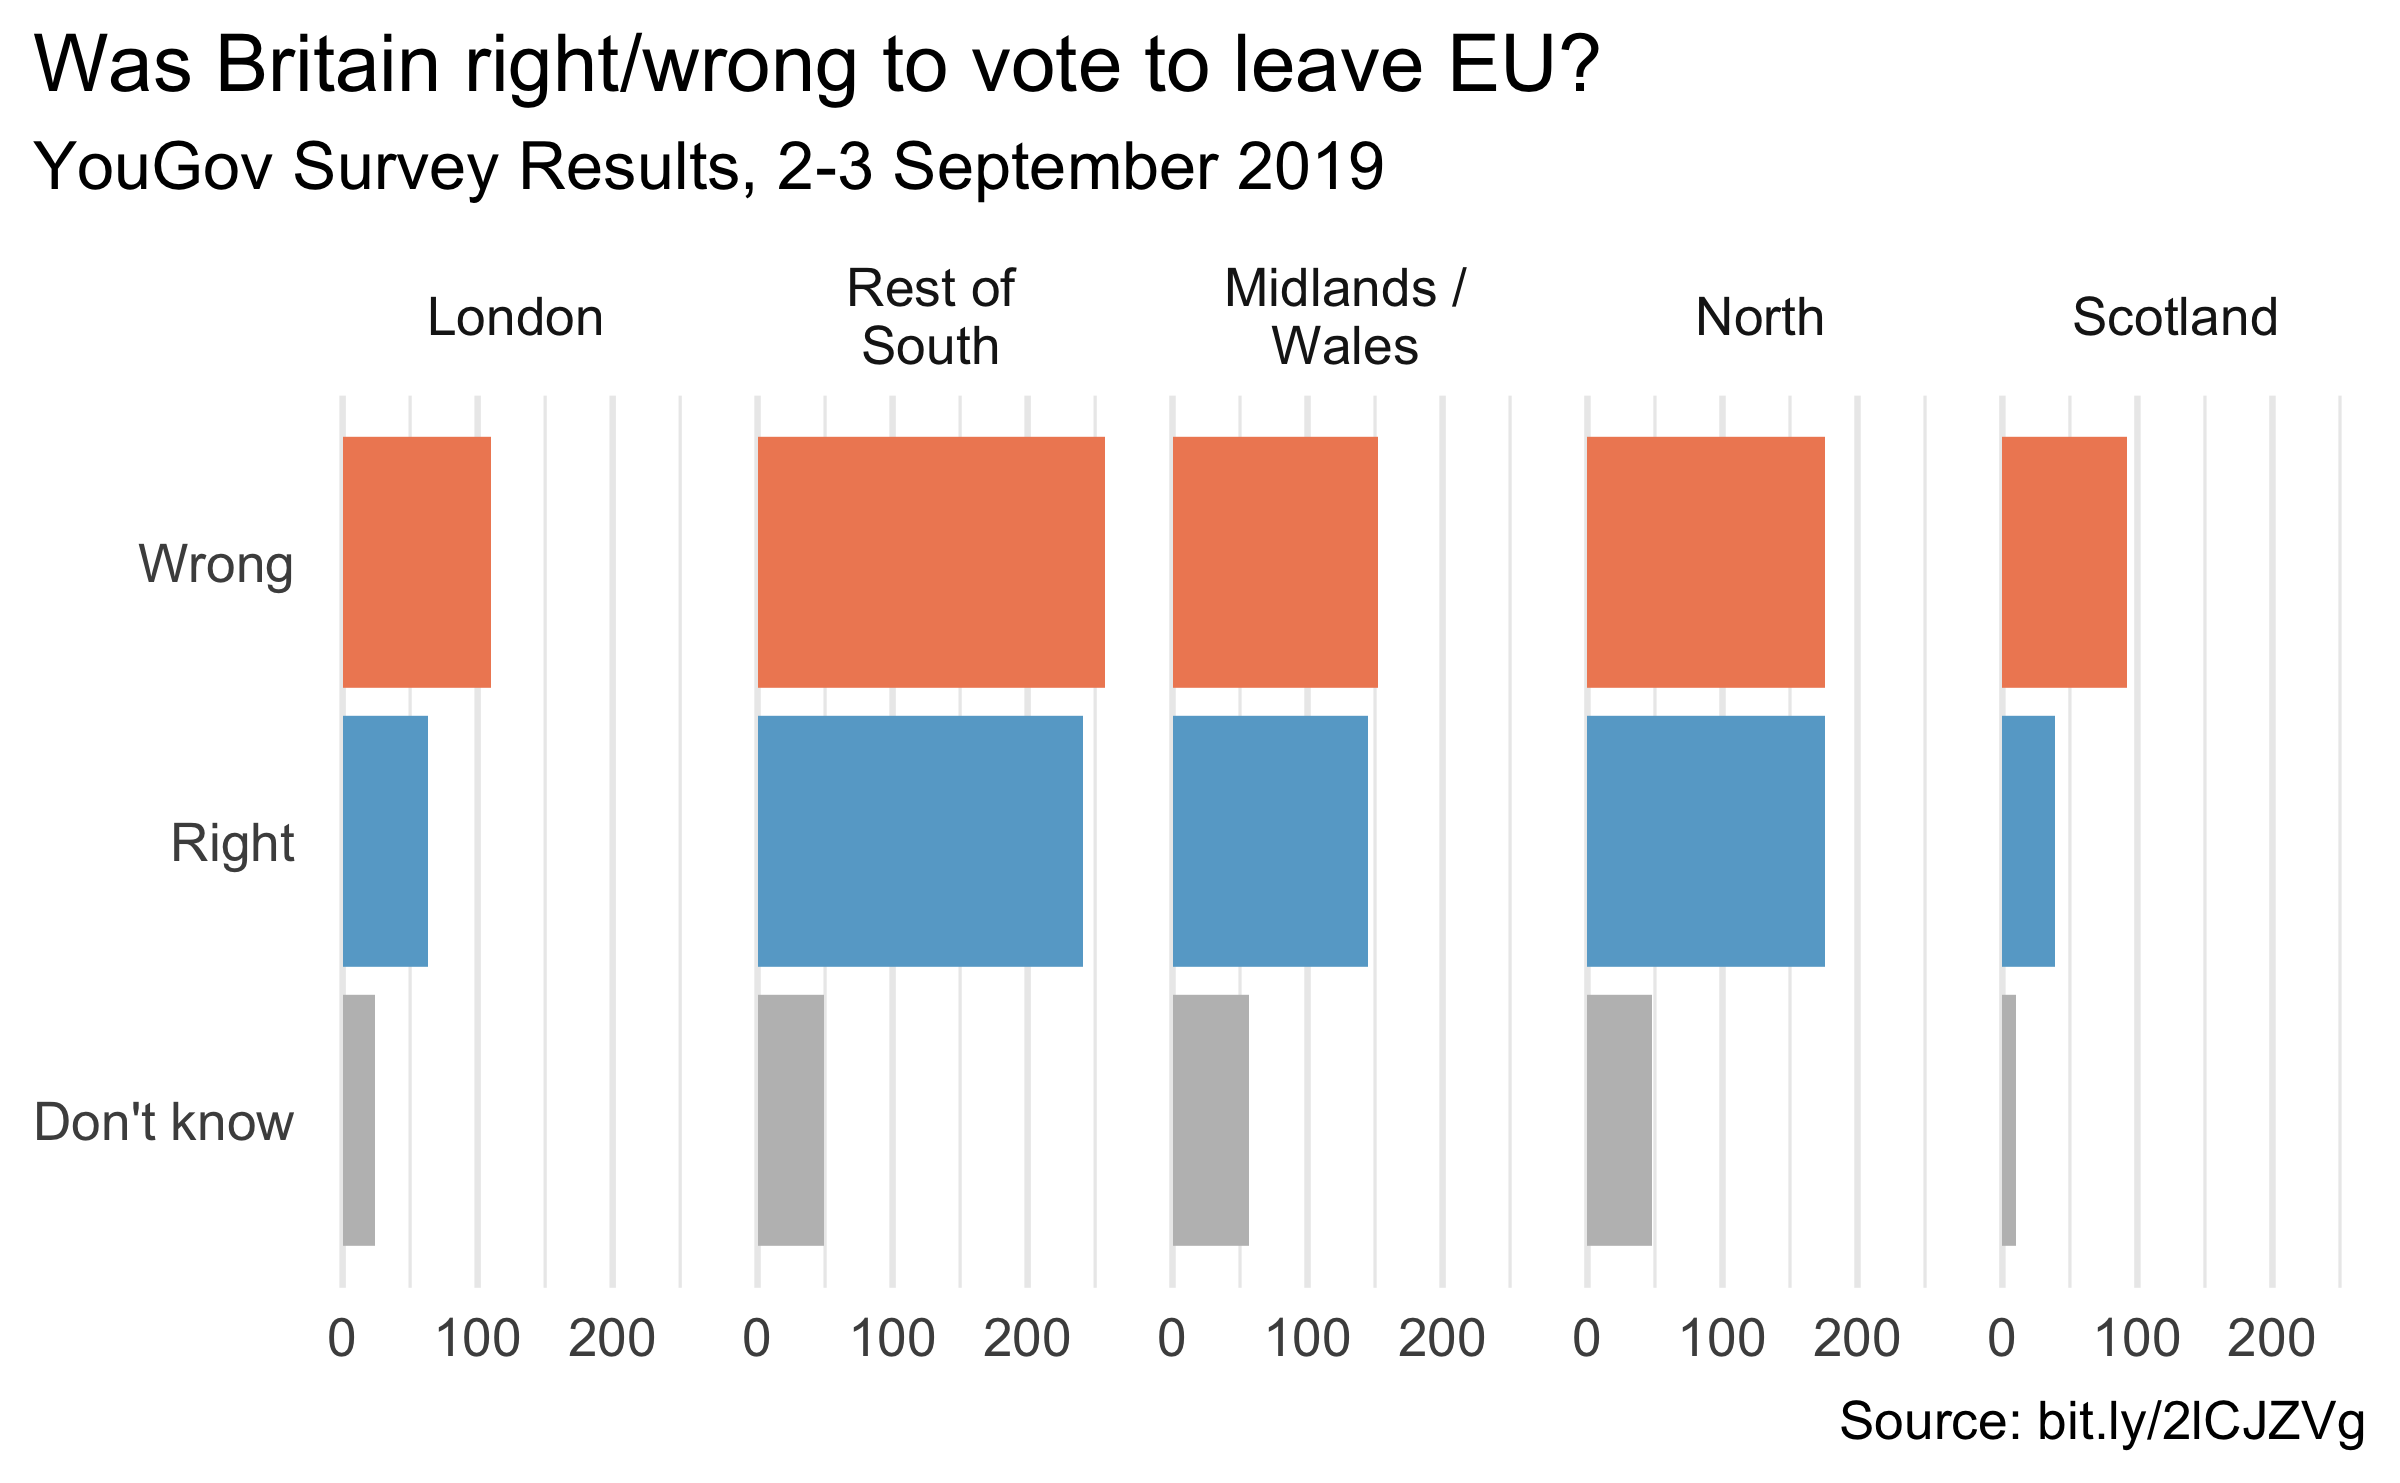 Was Britain right/wrong to vote to leave EU?
YouGov Survey Results, 2-3 September 2019
London
Rest of
South
Midlands /
Wales
North
Scotland
Wrong
Right
Don't know
0 100 200 0 100 200 0 100 200 0 100 200 0 100 200
Source: bit.ly/2lCJZVg